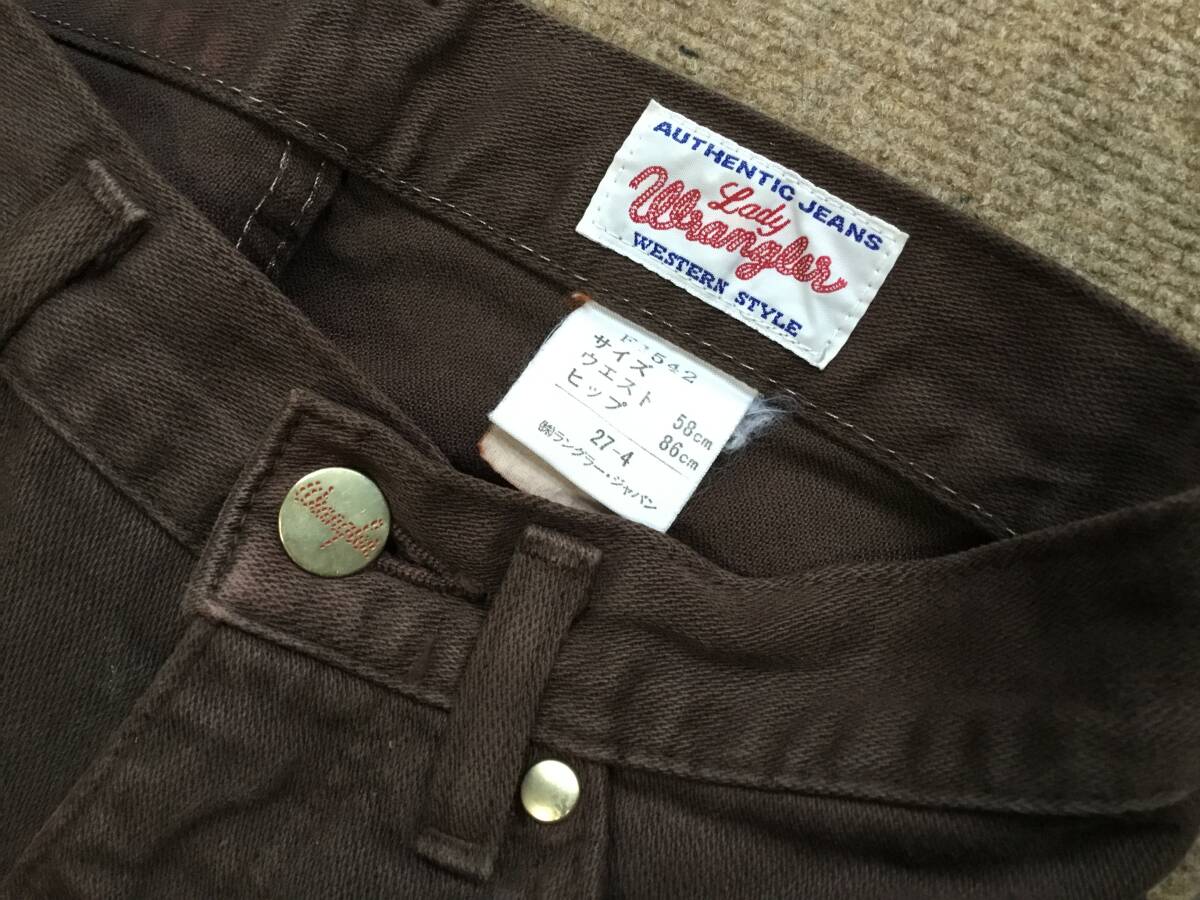 AUTHENTIC JEANS
Lady
Wrangler
WESTERN STYLE
サイズ
ウエスト 58cm
ヒップ 86cm
27-4
㈱ラングラー・ジャパン
Wrangler